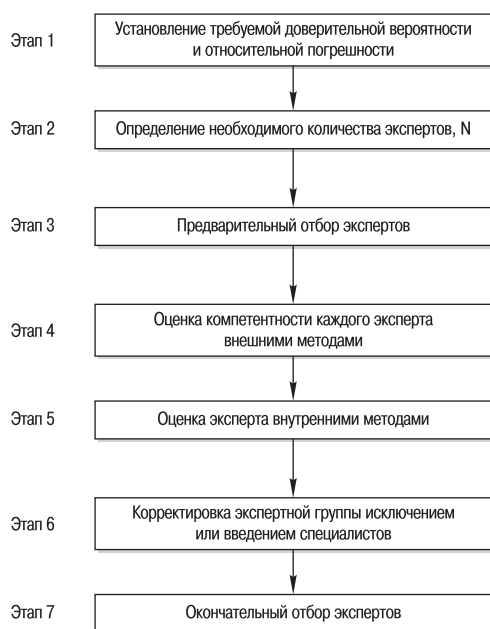 Этап 1
Установление требуемой доверительной вероятности
и относительной погрешности
Этап 2
Определение необходимого количества экспертов, N
Этап 3
Предварительный отбор экспертов
Этап 4
Оценка компетентности каждого эксперта
внешними методами
Этап 5
Оценка эксперта внутренними методами
Этап 6
Корректировка экспертной группы исключением
или введением специалистов
Этап 7
Окончательный отбор экспертов